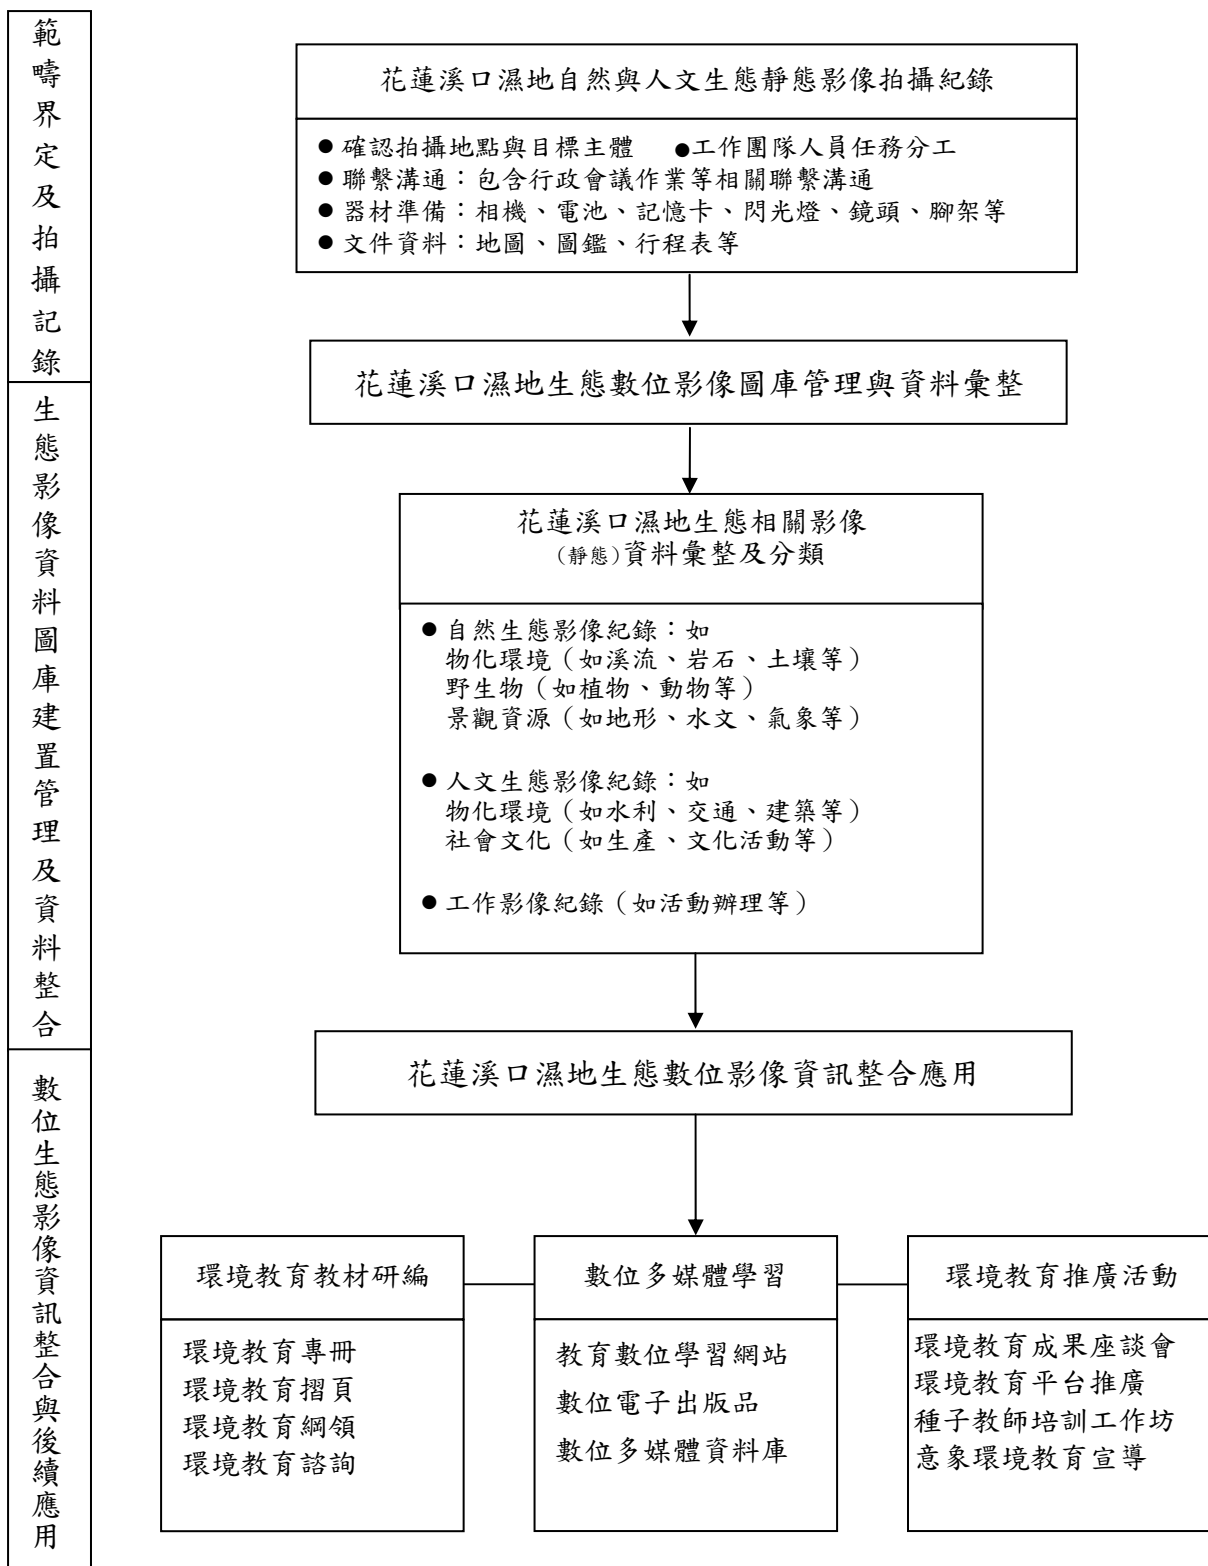 範疇界定及拍攝記錄
花蓮溪口濕地自然與人文生態靜態影像拍攝紀錄
●確認拍攝地點與目標主體 ●工作團隊人員任務分工
●聯繫溝通：包含行政會議作業等相關聯繫溝通
●器材準備：相機、電池、記憶卡、閃光燈、鏡頭、腳架等
●文件資料：地圖、圖鑑、行程表等
花蓮溪口濕地生態數位影像圖庫管理與資料彙整
生態影像資料圖庫建置管理及資料整合
花蓮溪口濕地生態相關影像
(靜態)資料彙整及分類
●自然生態影像紀錄：如
物化環境（如溪流、岩石、土壤等）
野生物（如植物、動物等）
景觀資源（如地形、水文、氣象等）
●人文生態影像紀錄：如
物化環境（如水利、交通、建築等）
社會文化（如生產、文化活動等）
●工作影像紀錄（如活動辦理等）
花蓮溪口濕地生態數位影像資訊整合應用
數位生態影像資訊整合與後續應用
環境教育教材研編
環境教育專冊
環境教育摺頁
環境教育綱領
環境教育諮詢
數位多媒體學習
教育數位學習網站
數位電子出版品
數位多媒體資料庫
環境教育推廣活動
環境教育成果座談會
環境教育平台推廣
種子教師培訓工作坊
意象環境教育宣導